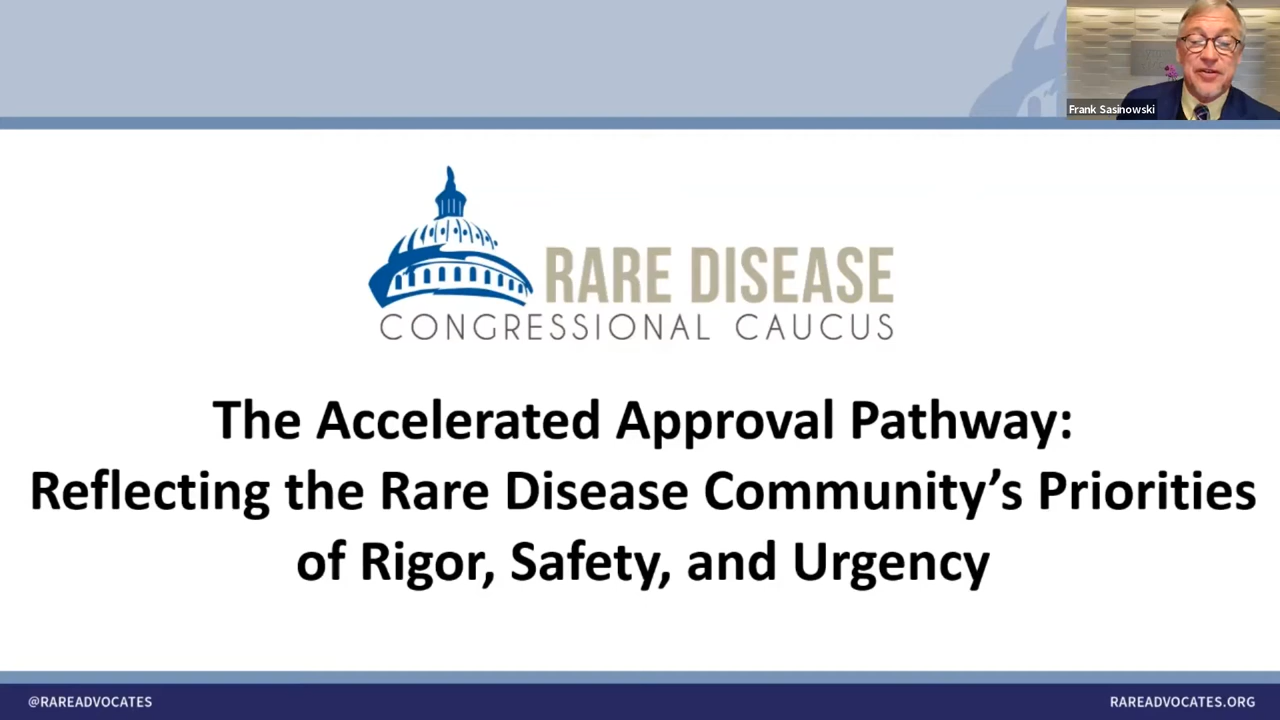 Frank Sasinowski
RARE DISEASE
CONGRESSIONAL CAUCUS
The Accelerated Approval Pathway:
Reflecting the Rare Disease Community’s Priorities
of Rigor, Safety, and Urgency
@RAREADVOCATES
RAREADVOCATES.ORG